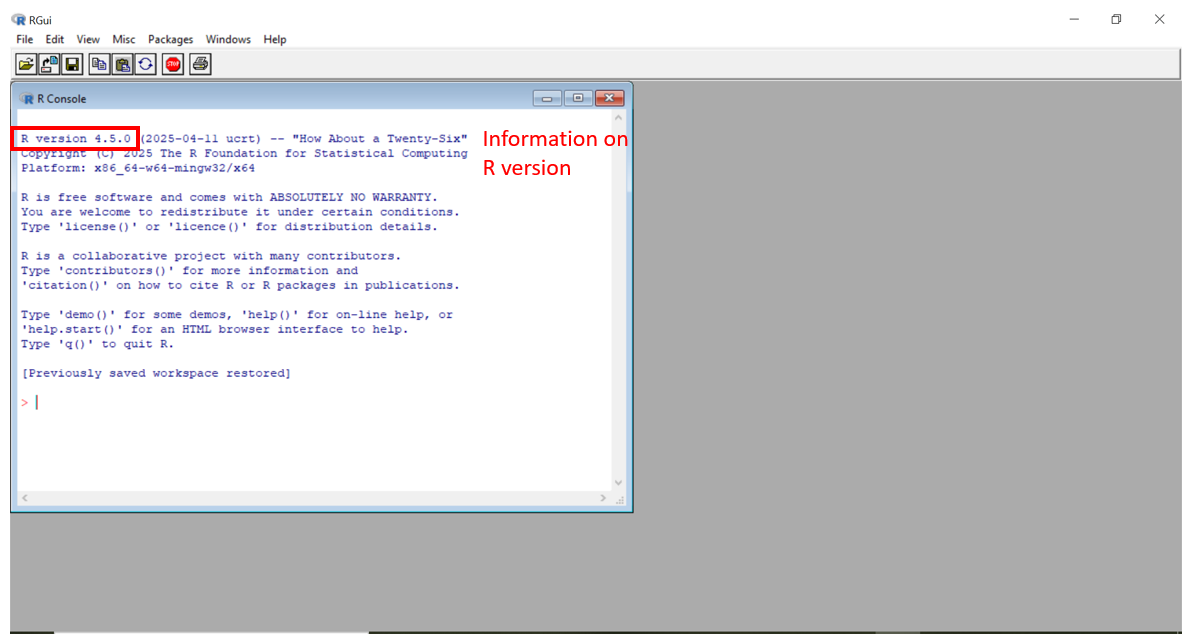 RGui
File Edit View Misc Packages Windows Help
STOP
R Console
R version 4.5.0 (2025-04-11 ucrt) -- "How About a Twenty-Six"
Copyright (C) 2025 The R Foundation for Statistical Computing
Platform: x86_64-w64-mingw32/x64
Information on
R version
R is free software and comes with ABSOLUTELY NO WARRANTY.
You are welcome to redistribute it under certain conditions.
Type 'license()' or 'licence()' for distribution details.
R is a collaborative project with many contributors.
Type 'contributors()' for more information and
'citation()' on how to cite R or R packages in publications.
Type 'demo()' for some demos, 'help()' for on-line help, or
'help.start()' for an HTML browser interface to help.
Type 'q()' to quit R.
[Previously saved workspace restored]
>